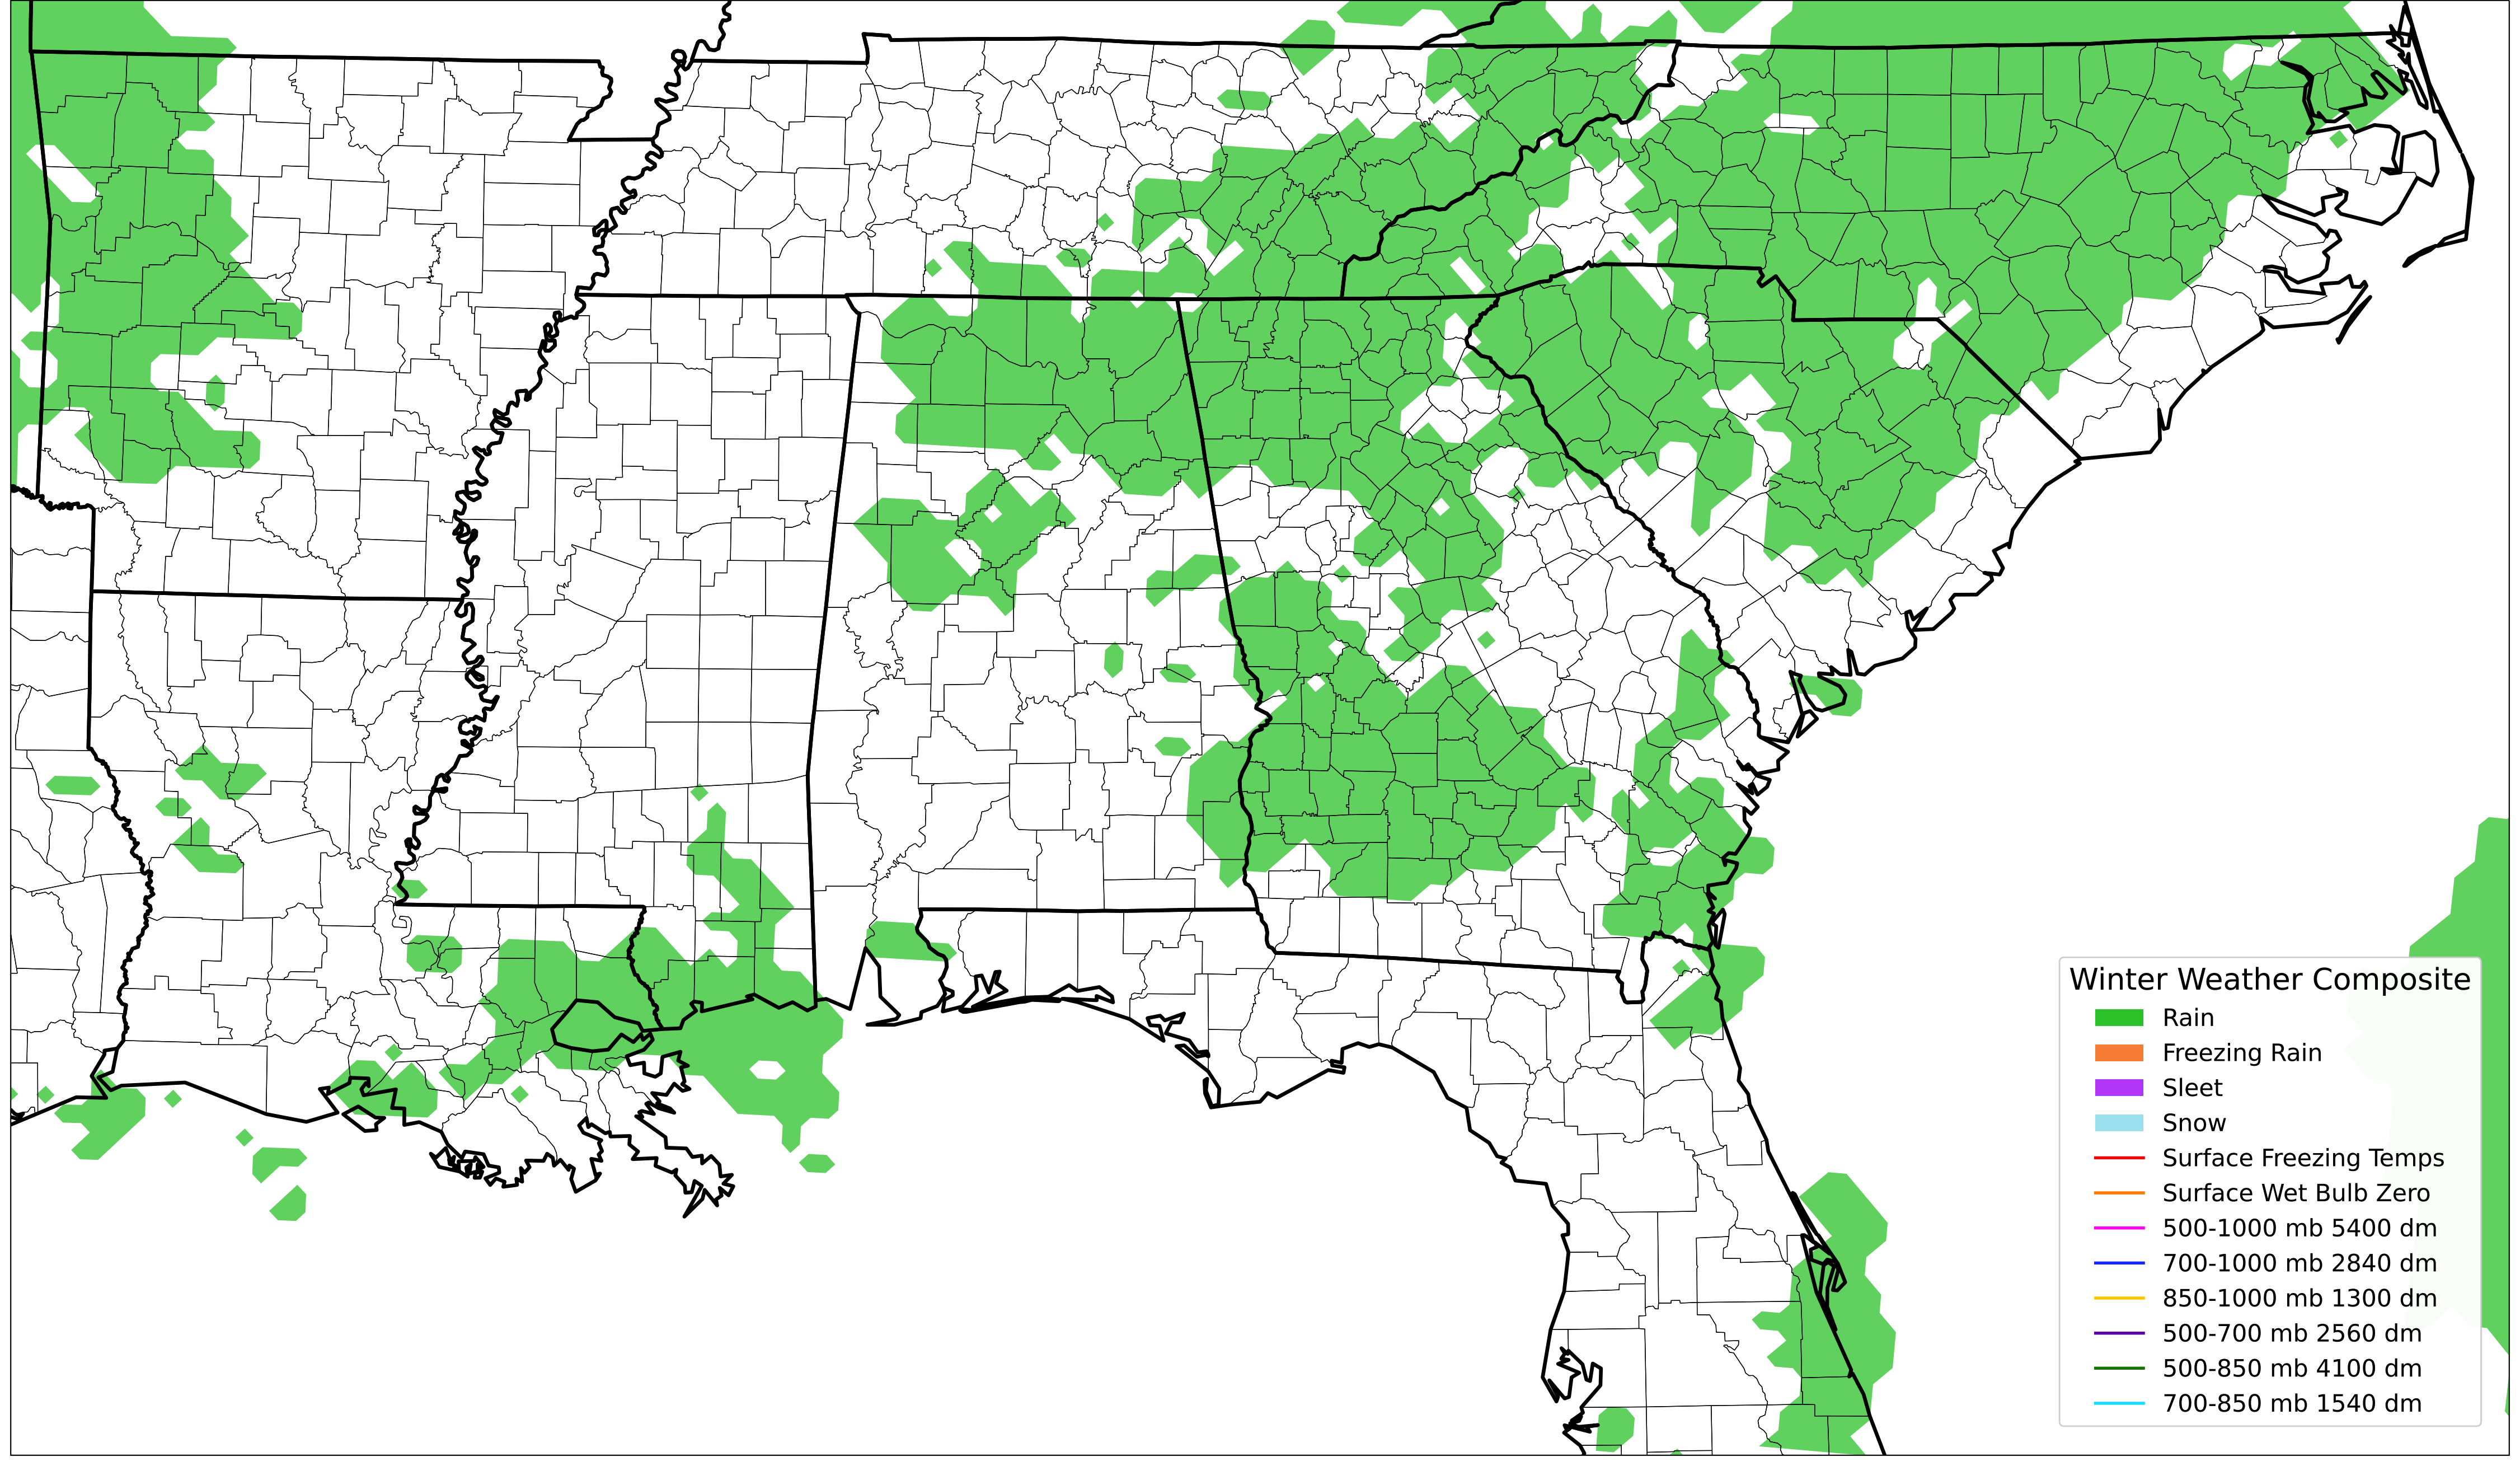 Winter Weather Composite
Rain
Freezing Rain
Sleet
Snow
Surface Freezing Temps
Surface Wet Bulb Zero
500-1000 mb 5400 dm
700-1000 mb 2840 dm
850-1000 mb 1300 dm
500-700 mb 2560 dm
500-850 mb 4100 dm
700-850 mb 1540 dm